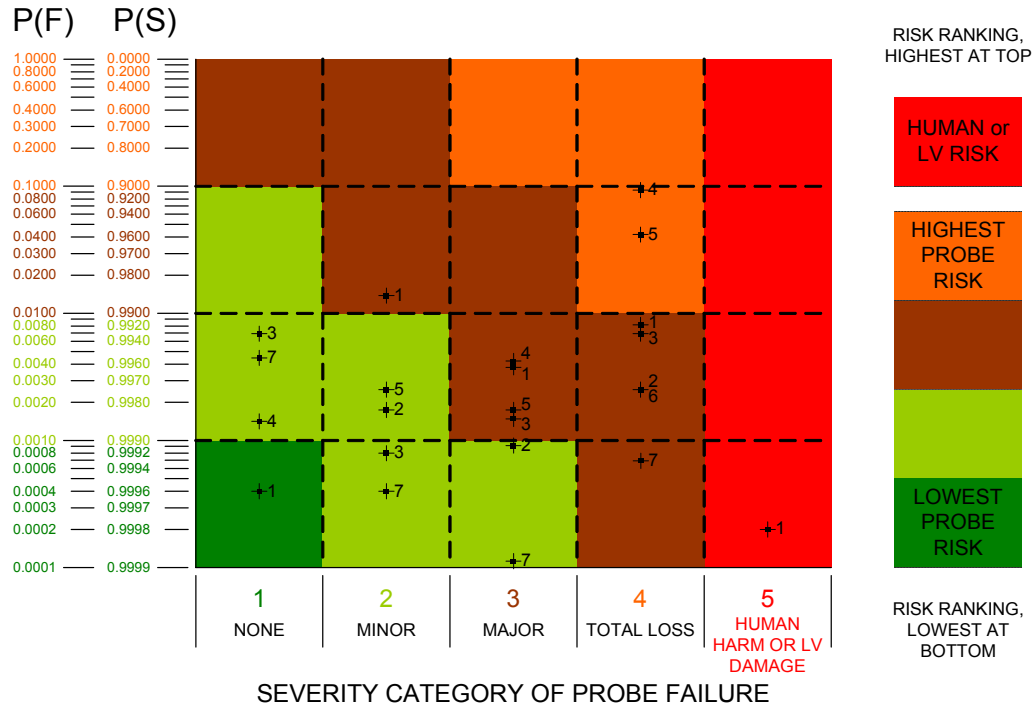 P(F) P(S)
RISK RANKING,
HIGHEST AT TOP
1.0000 0.0000
0.8000 0.2000
0.6000 0.4000
0.4000 0.6000
0.3000 0.7000
0.2000 0.8000
0.1000 0.9000
0.0800 0.9200
0.0600 0.9400
0.0400 0.9600
0.0300 0.9700
0.0200 0.9800
0.0100 0.9900
0.0080 0.9920
0.0060 0.9940
0.0040 0.9960
0.0030 0.9970
0.0020 0.9980
0.0010 0.9990
0.0008 0.9992
0.0006 0.9994
0.0004 0.9996
0.0003 0.9997
0.0002 0.9998
0.0001 0.9999
3
7
4
1
1
5
2
3
7
4
1
5
3
2
7
4
5
1
3
2
6
7
1
HUMAN or
LV RISK
HIGHEST
PROBE
RISK
LOWEST
PROBE
RISK
RISK RANKING,
LOWEST AT
BOTTOM
1 2 3 4 5
NONE MINOR MAJOR TOTAL LOSS HUMAN
HARM OR LV
DAMAGE
SEVERITY CATEGORY OF PROBE FAILURE